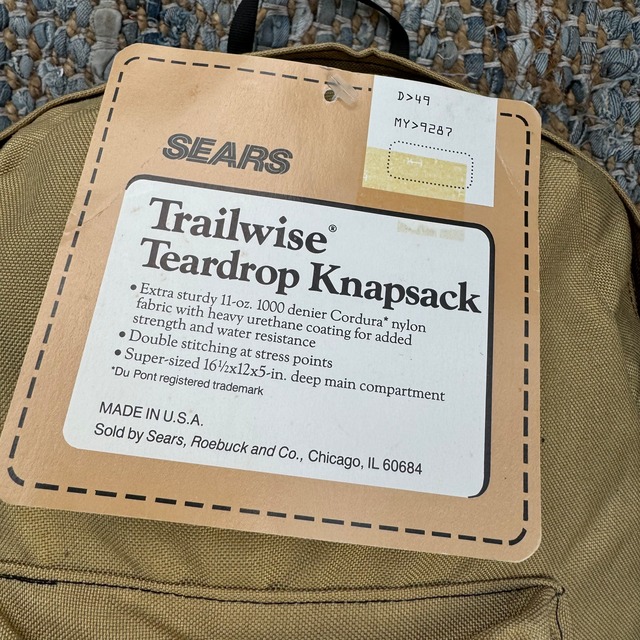 D>49
MY>9287
SEARS
Trailwise®
Teardrop Knapsack
• Extra sturdy 11-oz. 1000 denier Cordura* nylon
fabric with heavy urethane coating for added
strength and water resistance
• Double stitching at stress points
• Super-sized 16½x12x5-in. deep main compartment
*Du Pont registered trademark
MADE IN U.S.A.
Sold by Sears, Roebuck and Co., Chicago, IL 60684